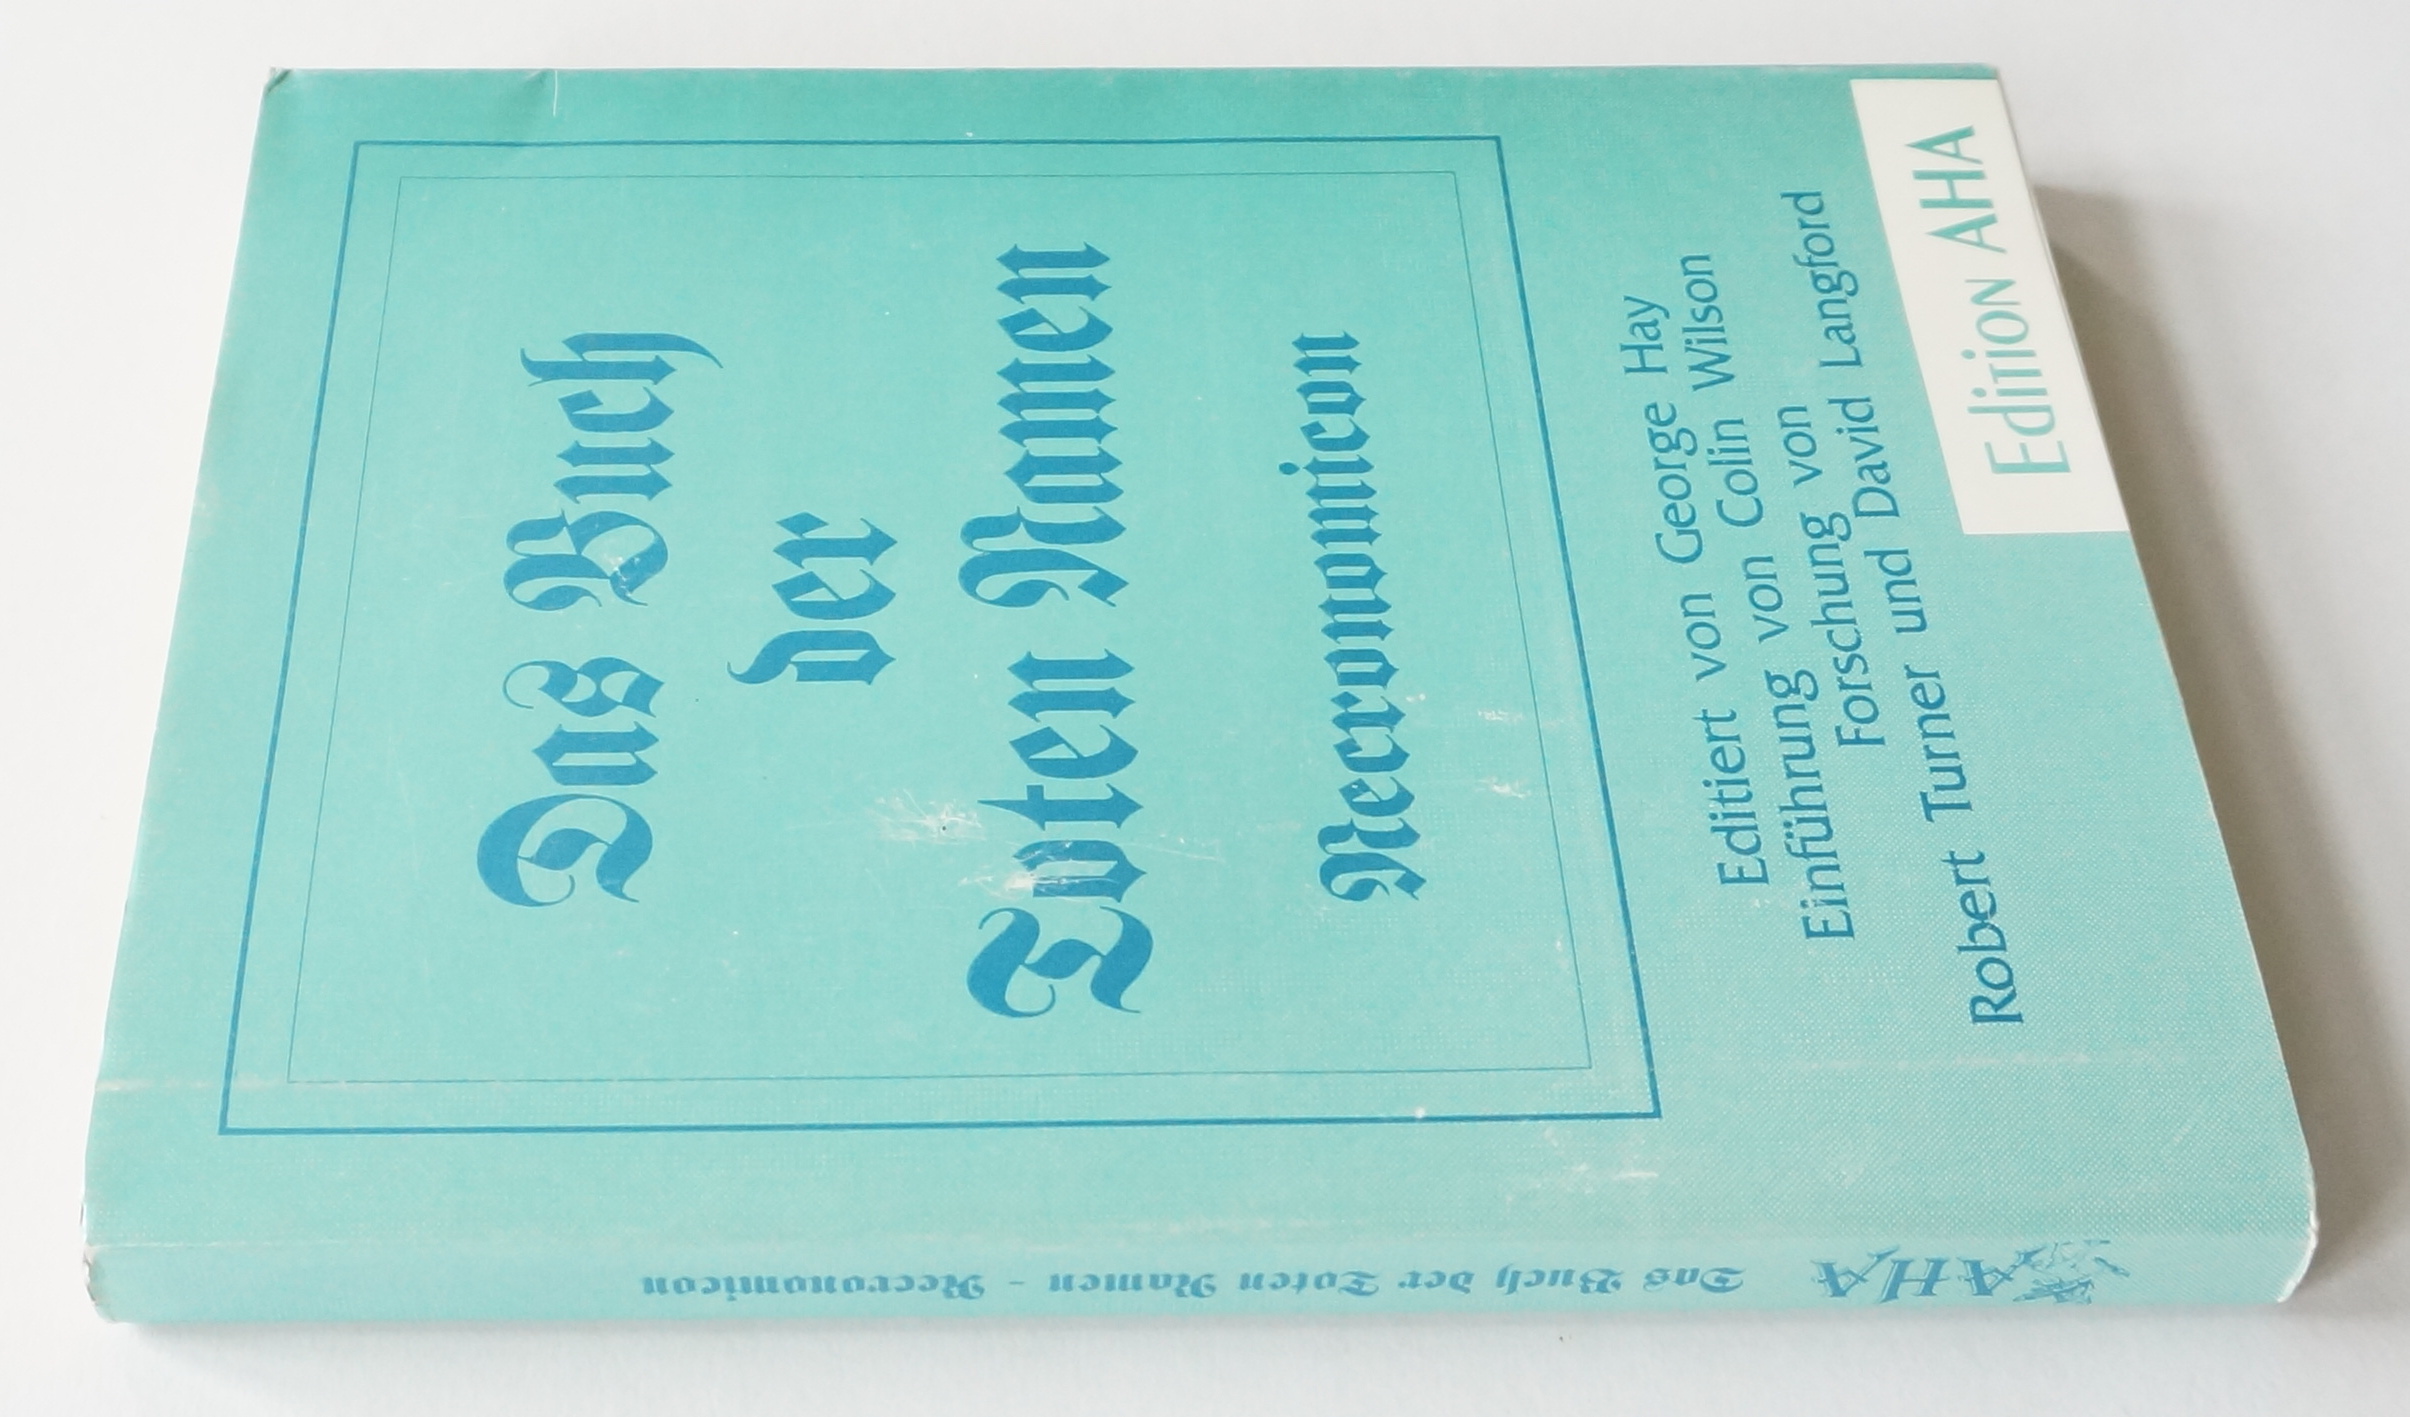 Das Buch
der
Toten Namen
Necronomicon
Editiert von George Hay
Einführung von Colin Wilson
Forschung von
Robert Turner und David Langford
Edition AHA
AHA Das Buch der Toten Namen - Necronomicon